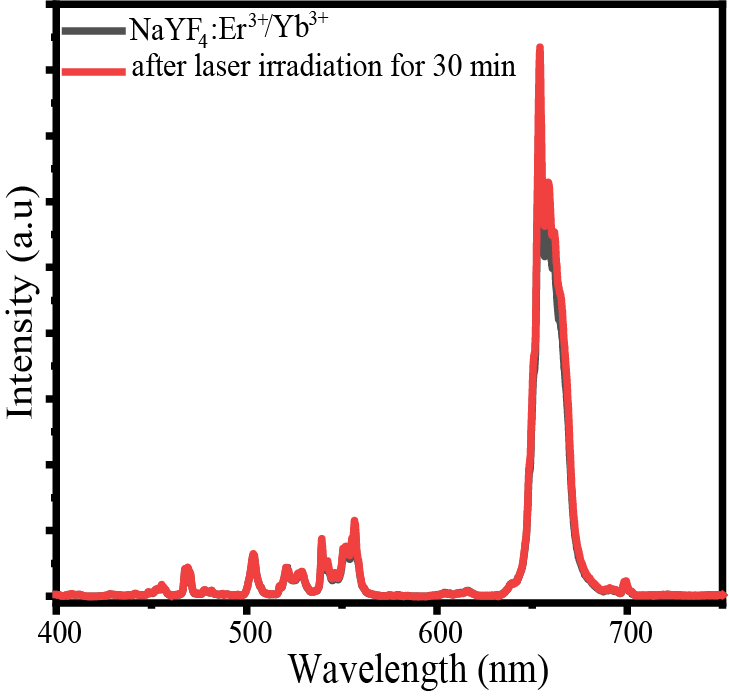 NaYF₄:Er³⁺/Yb³⁺
after laser irradiation for 30 min
Intensity (a.u)
400 500 600 700
Wavelength (nm)